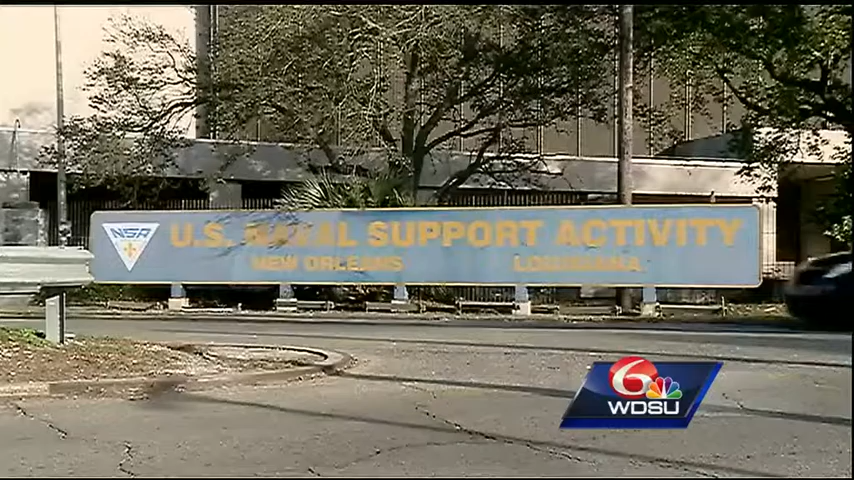 NSA
U.S. NAVAL SUPPORT ACTIVITY
NEW ORLEANS LOUISIANA
6
WDSU